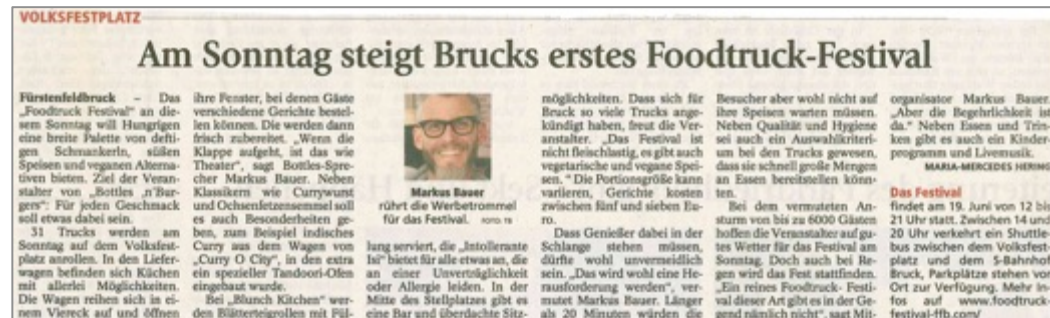 VOLKSFESTPLATZ
Am Sonntag steigt Brucks erstes Foodtruck-Festival
Fürstenfeldbruck – Das
„Foodtruck Festival" an die-
sem Sonntag will Hungrigen
eine breite Palette von defti-
gen Schmankerln, süßen
Speisen und veganen Alterna-
tiven bieten. Ziel der Veran-
stalter von „Bottles ‚n'Bur-
gers": Für jeden Geschmack
soll etwas dabei sein.
31 Trucks werden am
Sonntag auf dem Volksfest-
platz anrollen. In den Liefer-
wagen befinden sich Küchen
mit allerlei Möglichkeiten.
Die Wagen reihen sich in ei-
nem Viereck auf und öffnen
ihre Fenster, bei denen Gäste
verschiedene Gerichte bestel-
len können. Die werden dann
frisch zubereitet. „Wenn die
Klappe aufgeht, ist das wie
Theater", sagt Bottles-Spre-
cher Markus Bauer. Neben
Klassikern wie Currywurst
und Ochsenfetzensemmel soll
es auch Besonderheiten ge-
ben, zum Beispiel indisches
Curry aus dem Wagen von
„Curry O City", in den extra
ein spezieller Tandoori-Ofen
eingebaut wurde.
Bei „Blunch Kitchen" wer-
den Blätterteigrollen mit Fül-
Markus Bauer
rührt die Werbetrommel
für das Festival. FOTO: TB
lung serviert, die „Intollerante
Isi" bietet für alle etwas an, die
an einer Unverträglichkeit
oder Allergie leiden. In der
Mitte des Stellplatzes gibt es
eine Bar und überdachte Sitz-
möglichkeiten. Dass sich für
Bruck so viele Trucks ange-
kündigt haben, freut die Ver-
anstalter. „Das Festival ist
nicht fleischlastig, es gibt auch
vegetarische und vegane Spei-
sen. " Die Portionsgröße kann
variieren, Gerichte kosten
zwischen fünf und sieben Eu-
ro.
Dass Genießer dabei in der
Schlange stehen müssen,
dürfte wohl unvermeidlich
sein. „Das wird wohl eine He-
rausforderung werden", ver-
mutet Markus Bauer. Länger
als 20 Minuten würden die
Besucher aber wohl nicht auf
ihre Speisen warten müssen.
Neben Qualität und Hygiene
sei auch ein Auswahlkriteri-
um bei den Trucks gewesen,
dass sie schnell große Mengen
an Essen herstellen könn-
ten.
Bei dem vermuteten An-
sturm von bis zu 6000 Gästen
hoffen die Veranstalter auf gu-
tes Wetter für das Festival am
Sonntag. Doch auch bei Re-
gen wird das Fest stattfinden.
„Ein reines Foodtruck- Festi-
val dieser Art gibt es in der Ge-
gend nämlich nicht", sagt Mit-
organisator Markus Bauer.
„Aber die Begehrlichkeit ist
da." Neben Essen und Trin-
ken gibt es auch ein Kinder-
programm und Livemusik.
MARIA-MERCEDES HERING
Das Festival
findet am 19. Juni von 12 bis
21 Uhr statt. Zwischen 14 und
20 Uhr verkehrt ein Shuttle-
bus zwischen dem Volksfest-
platz und dem S-Bahnhof
Bruck, Parkplätze stehen vor
Ort zur Verfügung. Mehr In-
fos auf www.foodtruck-
festival-ffb.com/